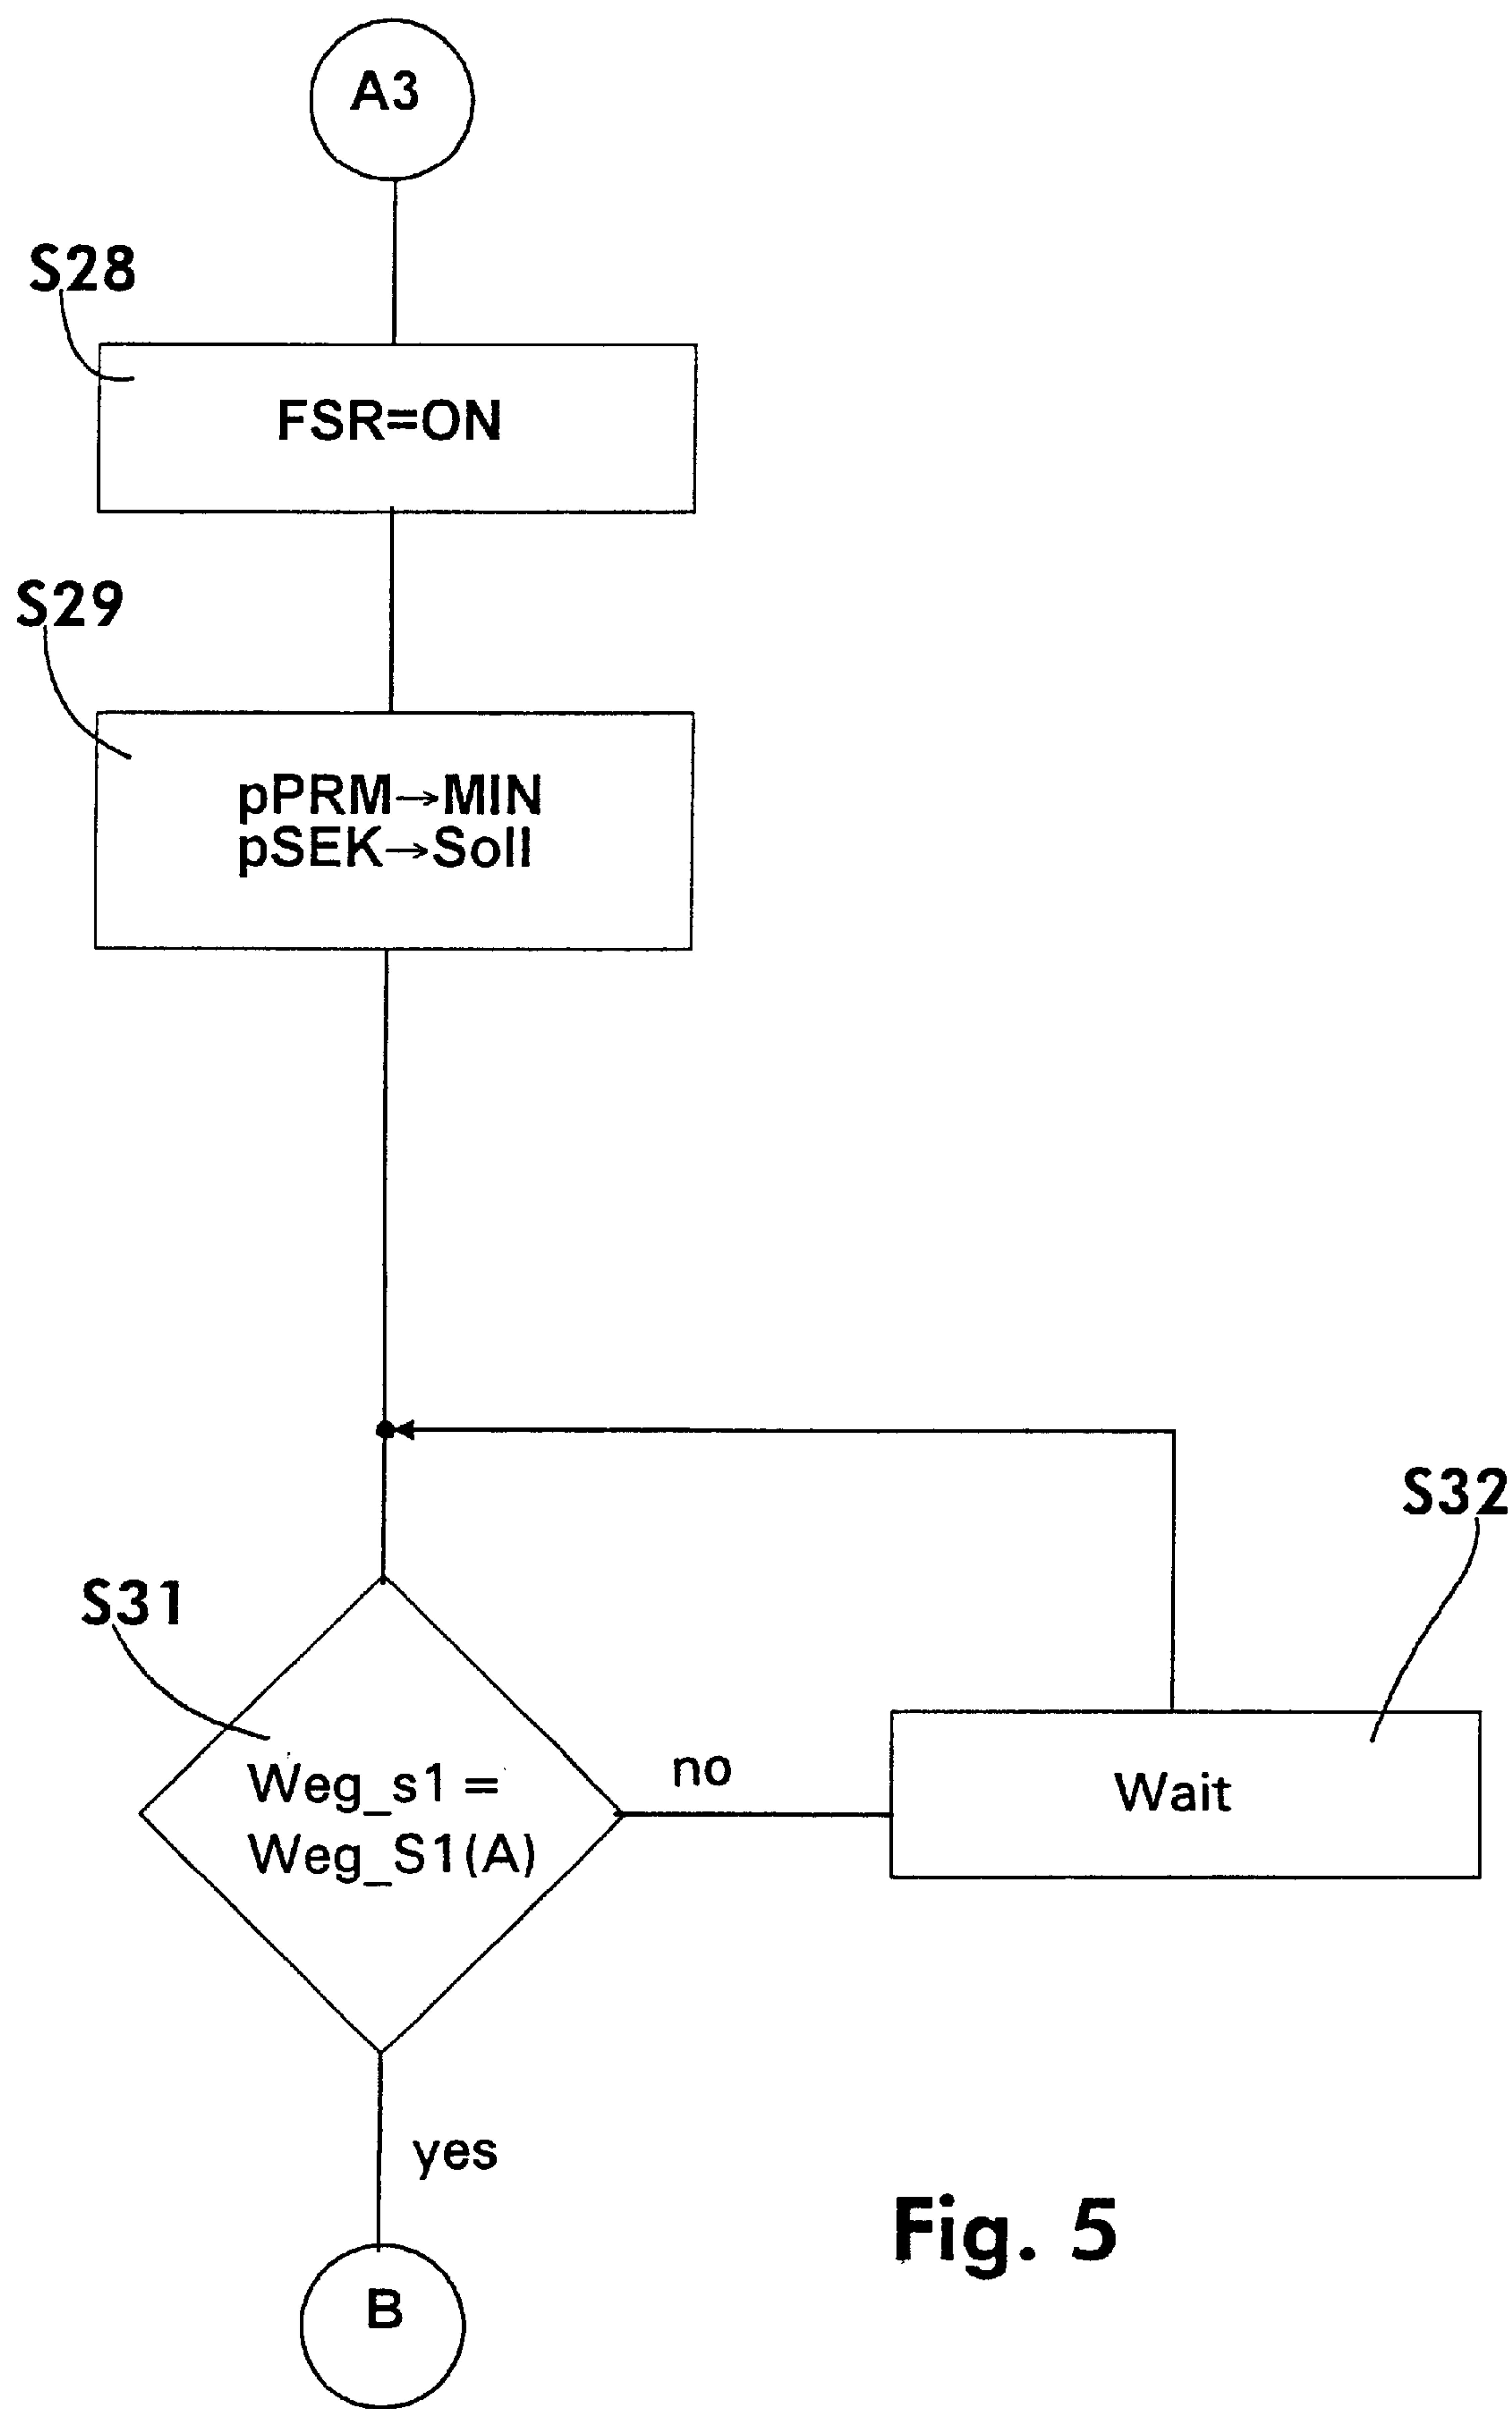 A3
S28
FSR=ON
S29
pPRM→MIN
pSEK→Soll
S32
S31
Weg_s1 =
Weg_S1(A)
no
Wait
yes
Fig. 5
B